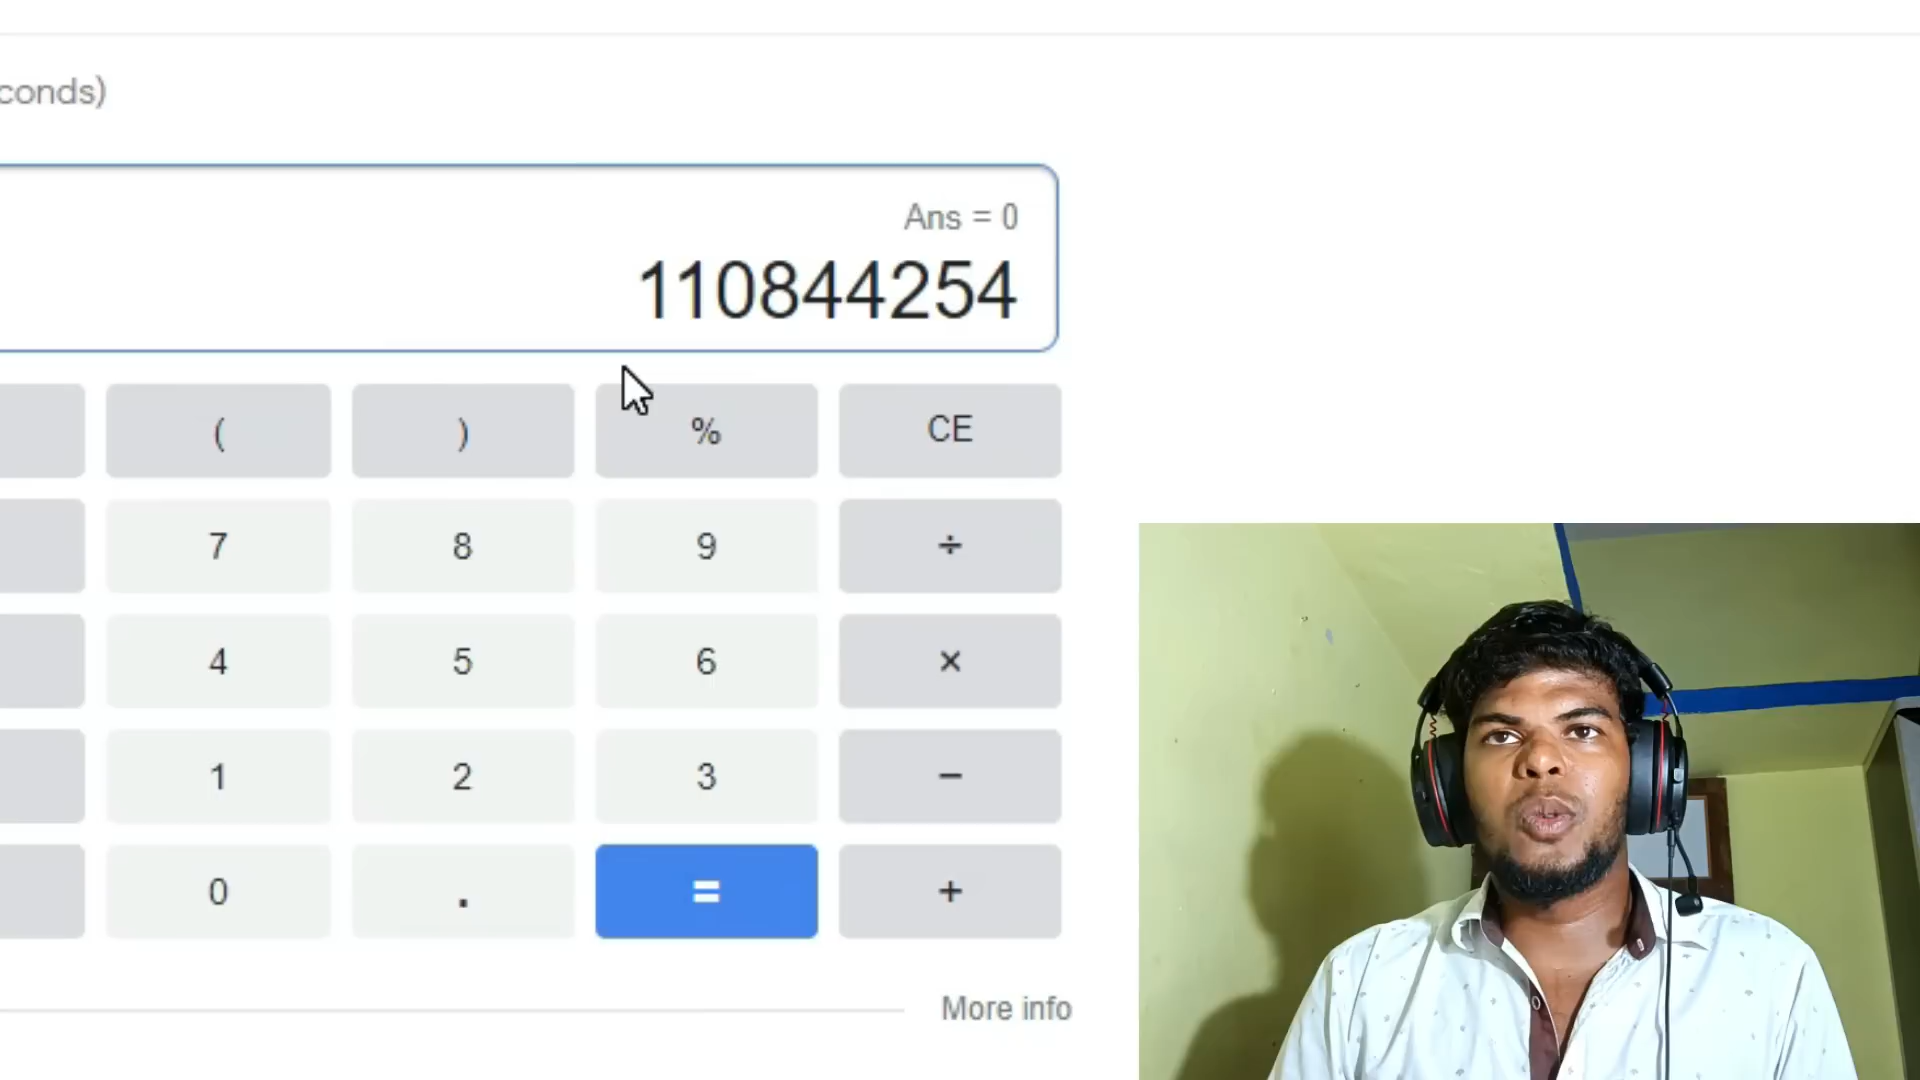 conds)
Ans = 0
110844254
( ) % CE
7 8 9 ÷
4 5 6 ×
1 2 3 −
0 . = +
More info